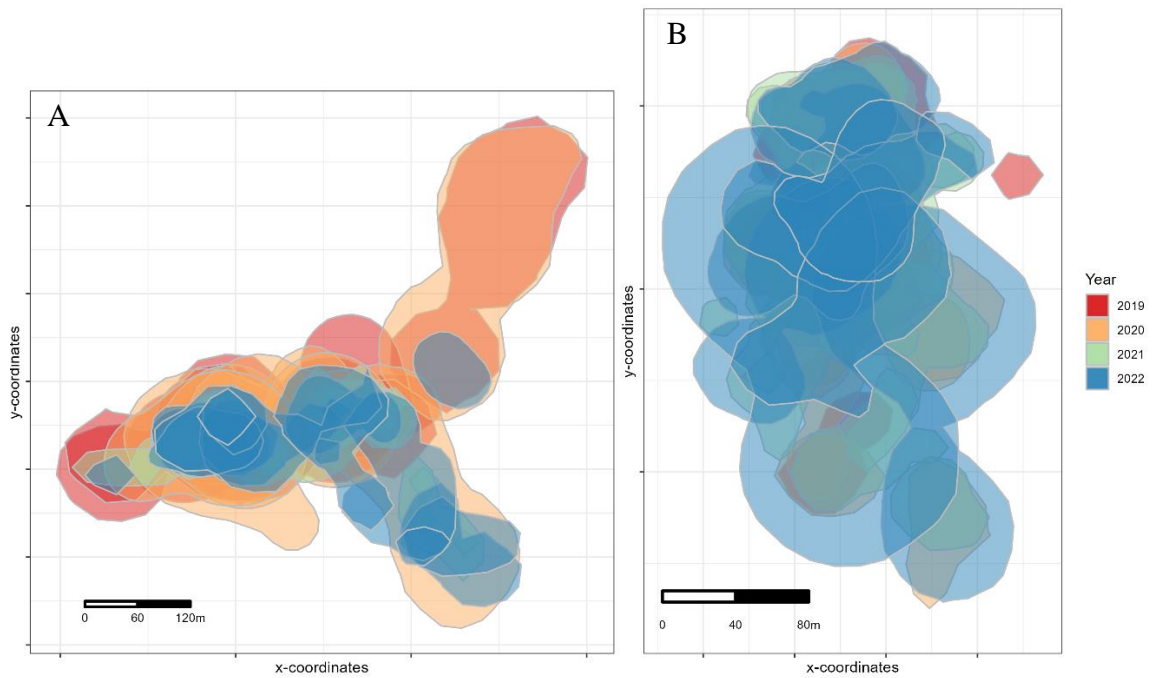 A
B
y-coordinates
x-coordinates
0 60 120m
y-coordinates
x-coordinates
0 40 80m
Year
2019
2020
2021
2022